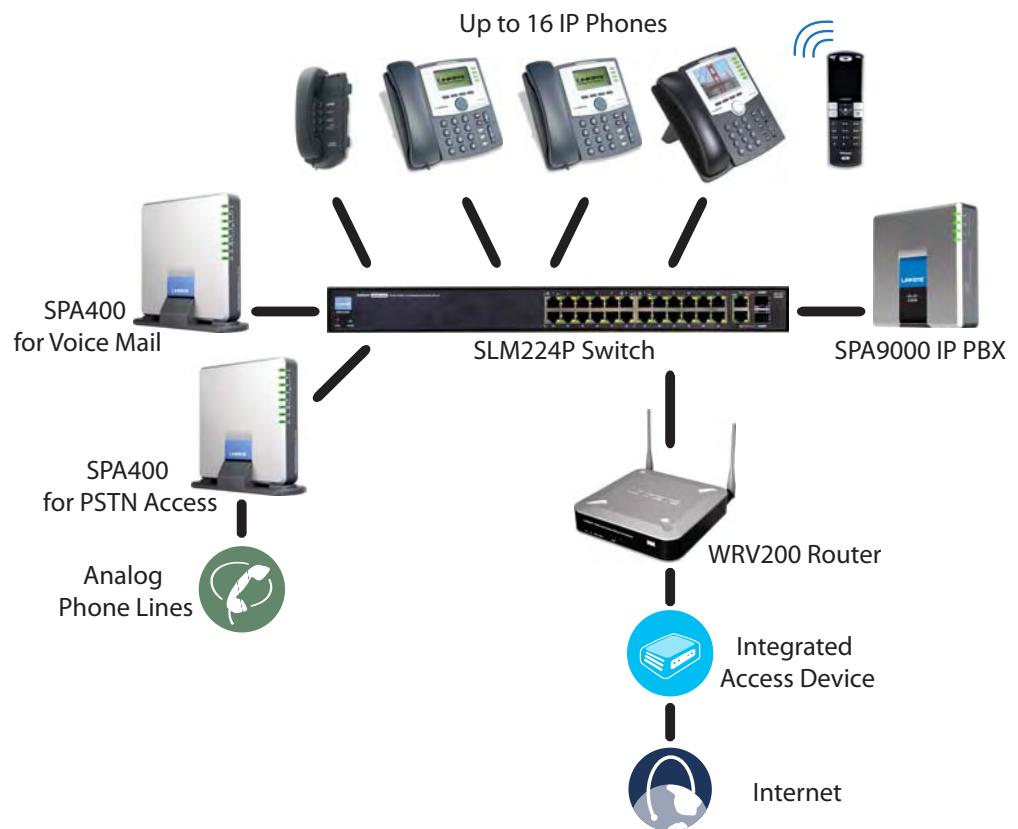 Up to 16 IP Phones
SPA400
for Voice Mail
SLM224P Switch
SPA9000 IP PBX
SPA400
for PSTN Access
WRV200 Router
Analog
Phone Lines
Integrated
Access Device
Internet
LINKSYS